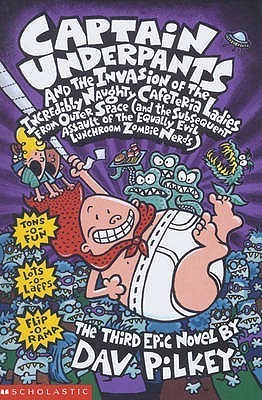 CAPTAIN
UNDERPANTS
AND THE INVASION OF THE
INCREDIBLY NAUGHTY CAFETERIA LADIES
FROM OUTER SPACE (AND THE SUBSEQUENT
ASSAULT OF THE EQUALLY EVIL
LUNCHROOM ZOMBIE NERDS)
TONS
-O-
FUN
LOTS
-O-
LAFFS
FLIP
-O-
RAMA
THE THIRD EPIC NOVEL BY
DAV PILKEY
SCHOLASTIC